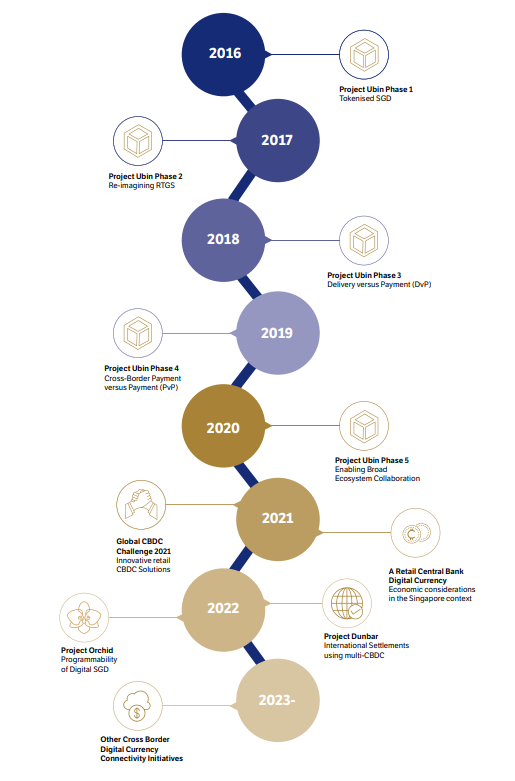 2016
Project Ubin Phase 1
Tokenised SGD
2017
Project Ubin Phase 2
Re-imagining RTGS
2018
Project Ubin Phase 3
Delivery versus Payment (DvP)
2019
Project Ubin Phase 4
Cross-Border Payment
versus Payment (PvP)
2020
Project Ubin Phase 5
Enabling Broad
Ecosystem Collaboration
2021
Global CBDC
Challenge 2021
Innovative retail
CBDC Solutions
A Retail Central Bank
Digital Currency
Economic considerations
in the Singapore context
2022
Project Dunbar
International Settlements
using multi-CBDC
Project Orchid
Programmability
of Digital SGD
2023-
$
Other Cross Border
Digital Currency
Connectivity Initiatives